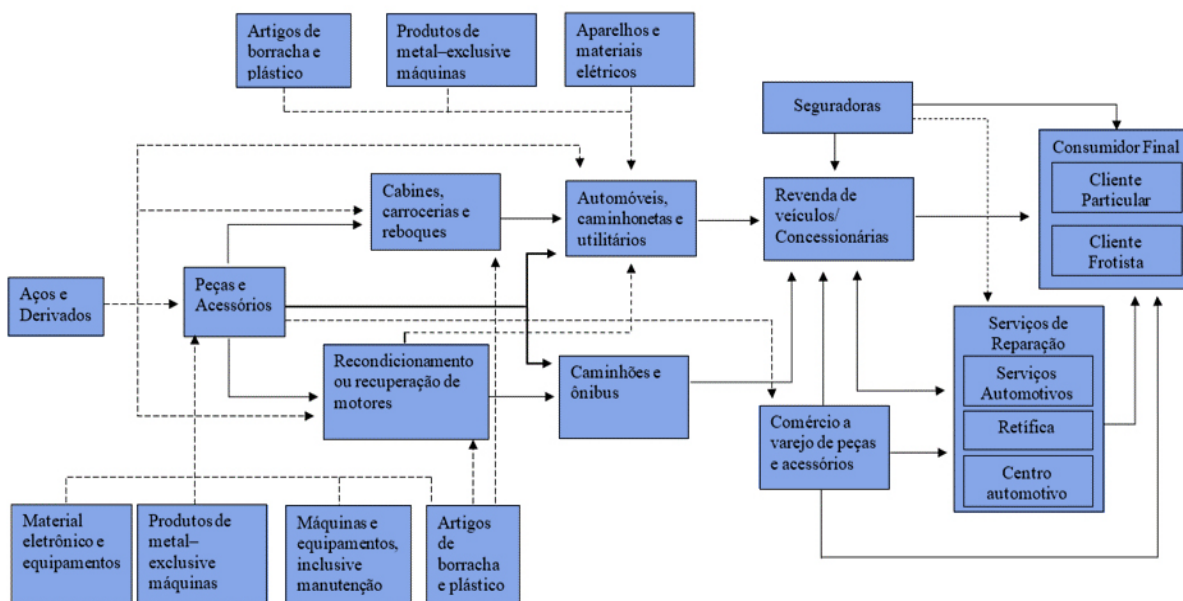 Artigos de
borracha e
plástico
Produtos de
metal–exclusive
máquinas
Aparelhos e
materiais
elétricos
Seguradoras
Consumidor Final
Cliente
Particular
Cliente
Frotista
Cabines,
carrocerias e
reboques
Automóveis,
caminhonetas e
utilitários
Revenda de
veículos/
Concessionárias
Aços e
Derivados
Peças e
Acessórios
Recondicionamento
ou recuperação de
motores
Caminhões e
ônibus
Comércio a
varejo de peças
e acessórios
Serviços de
Reparação
Serviços
Automotivos
Retífica
Centro
automotivo
Material
eletrônico e
equipamentos
Produtos de
metal–
exclusive
máquinas
Máquinas e
equipamentos,
inclusive
manutenção
Artigos
de
borracha
e plástico